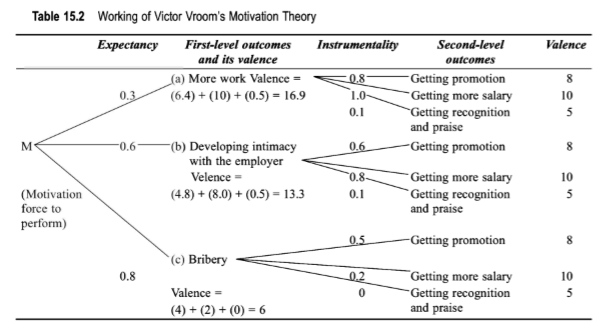 Table 15.2 Working of Victor Vroom's Motivation Theory
Expectancy First-level outcomes Instrumentality Second-level Valence
and its valence outcomes
(a) More work Valence = 0.8 Getting promotion 8
0.3 (6.4) + (10) + (0.5) = 16.9 1.0 Getting more salary 10
0.1 Getting recognition 5
and praise
M 0.6 (b) Developing intimacy 0.6 Getting promotion 8
with the employer
Velence = 0.8 Getting more salary 10
(Motivation (4.8) + (8.0) + (0.5) = 13.3 0.1 Getting recognition 5
force to and praise
perform)
0.5 Getting promotion 8
(c) Bribery
0.8 0.2 Getting more salary 10
Valence = 0 Getting recognition 5
(4) + (2) + (0) = 6 and praise